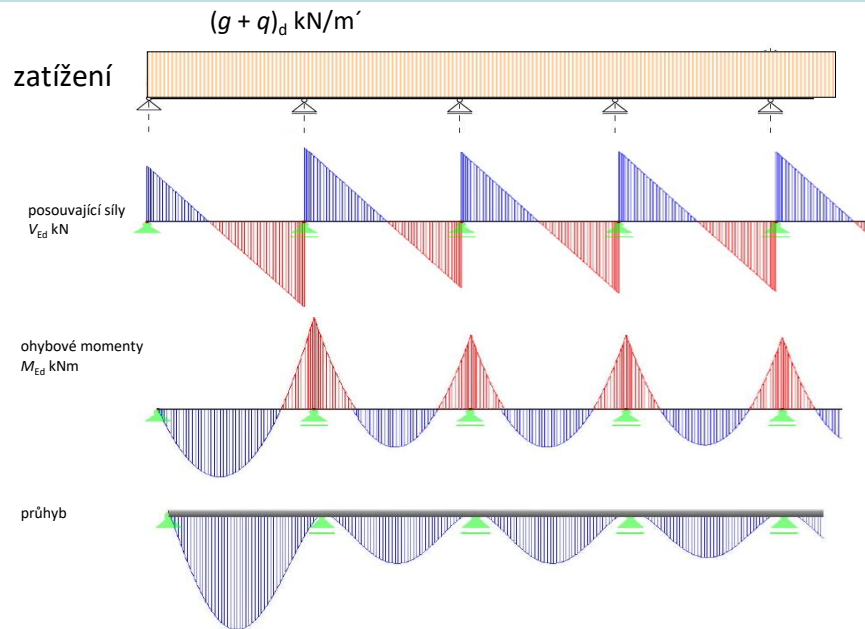 (g + q)d kN/m´
zatížení
posouvající síly
VEd kN
ohybové momenty
MEd kNm
průhyb